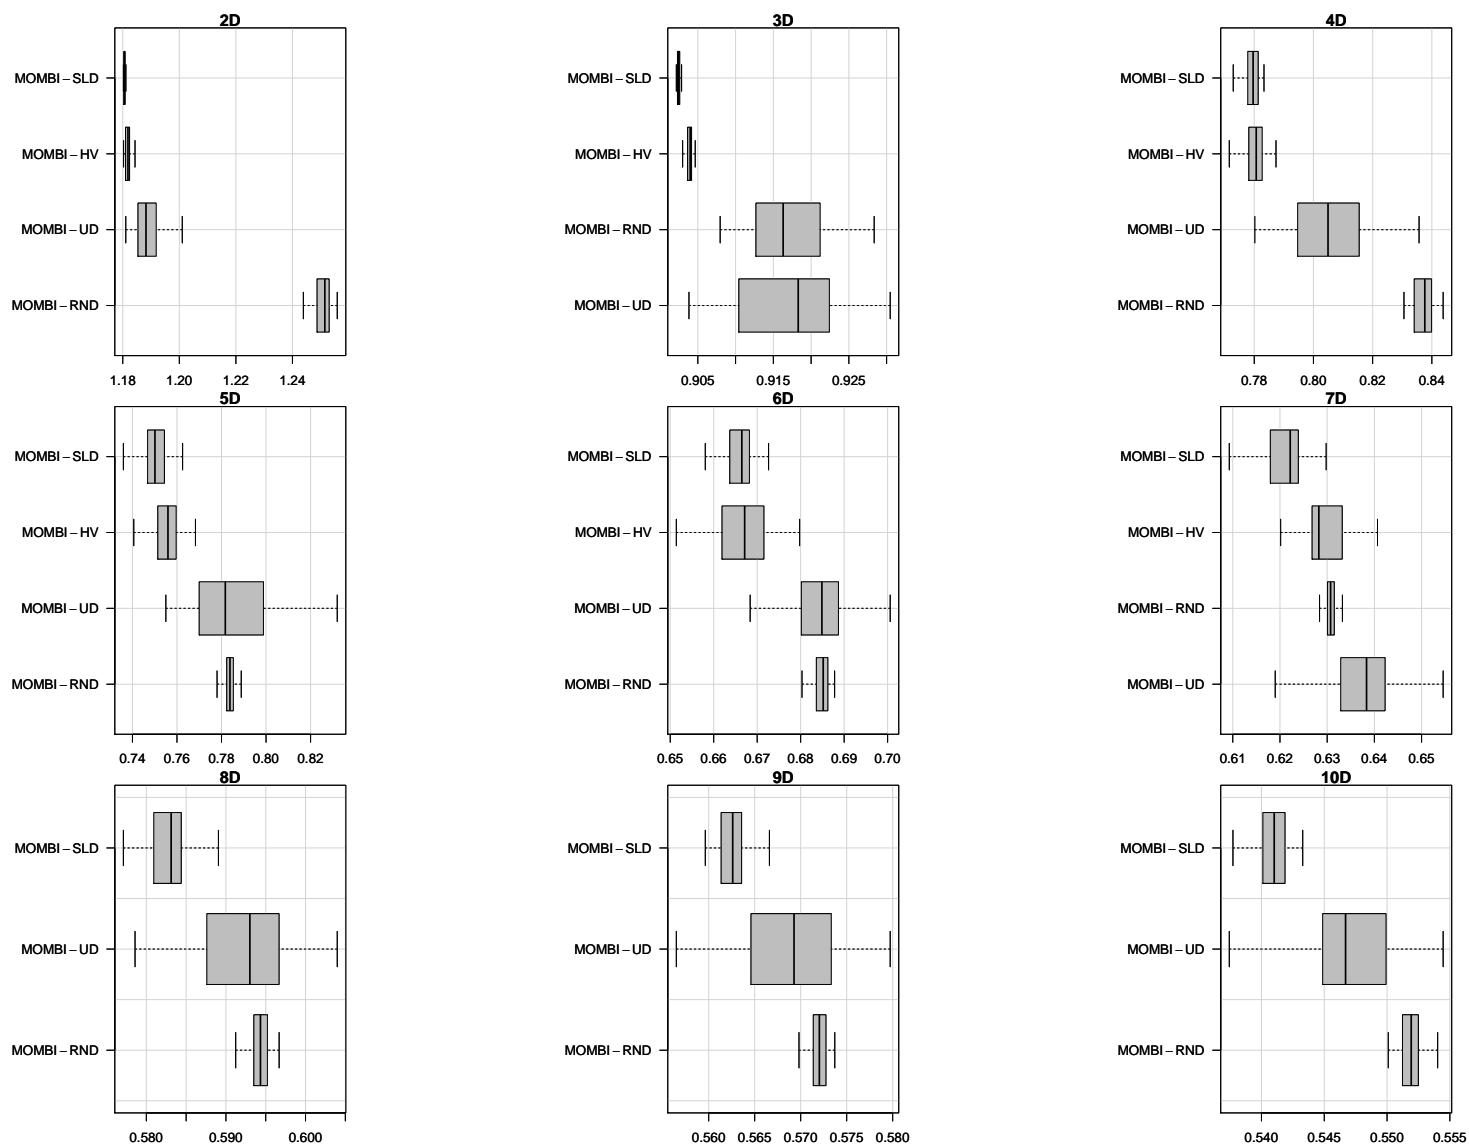 2D
MOMBI-SLD
MOMBI-HV
MOMBI-UD
MOMBI-RND
1.18 1.20 1.22 1.24
3D
MOMBI-SLD
MOMBI-HV
MOMBI-RND
MOMBI-UD
0.905 0.915 0.925
4D
MOMBI-SLD
MOMBI-HV
MOMBI-UD
MOMBI-RND
0.78 0.80 0.82 0.84
5D
MOMBI-SLD
MOMBI-HV
MOMBI-UD
MOMBI-RND
0.74 0.76 0.78 0.80 0.82
6D
MOMBI-SLD
MOMBI-HV
MOMBI-UD
MOMBI-RND
0.65 0.66 0.67 0.68 0.69 0.70
7D
MOMBI-SLD
MOMBI-HV
MOMBI-RND
MOMBI-UD
0.61 0.62 0.63 0.64 0.65
8D
MOMBI-SLD
MOMBI-UD
MOMBI-RND
0.580 0.590 0.600
9D
MOMBI-SLD
MOMBI-UD
MOMBI-RND
0.560 0.565 0.570 0.575 0.580
10D
MOMBI-SLD
MOMBI-UD
MOMBI-RND
0.540 0.545 0.550 0.555